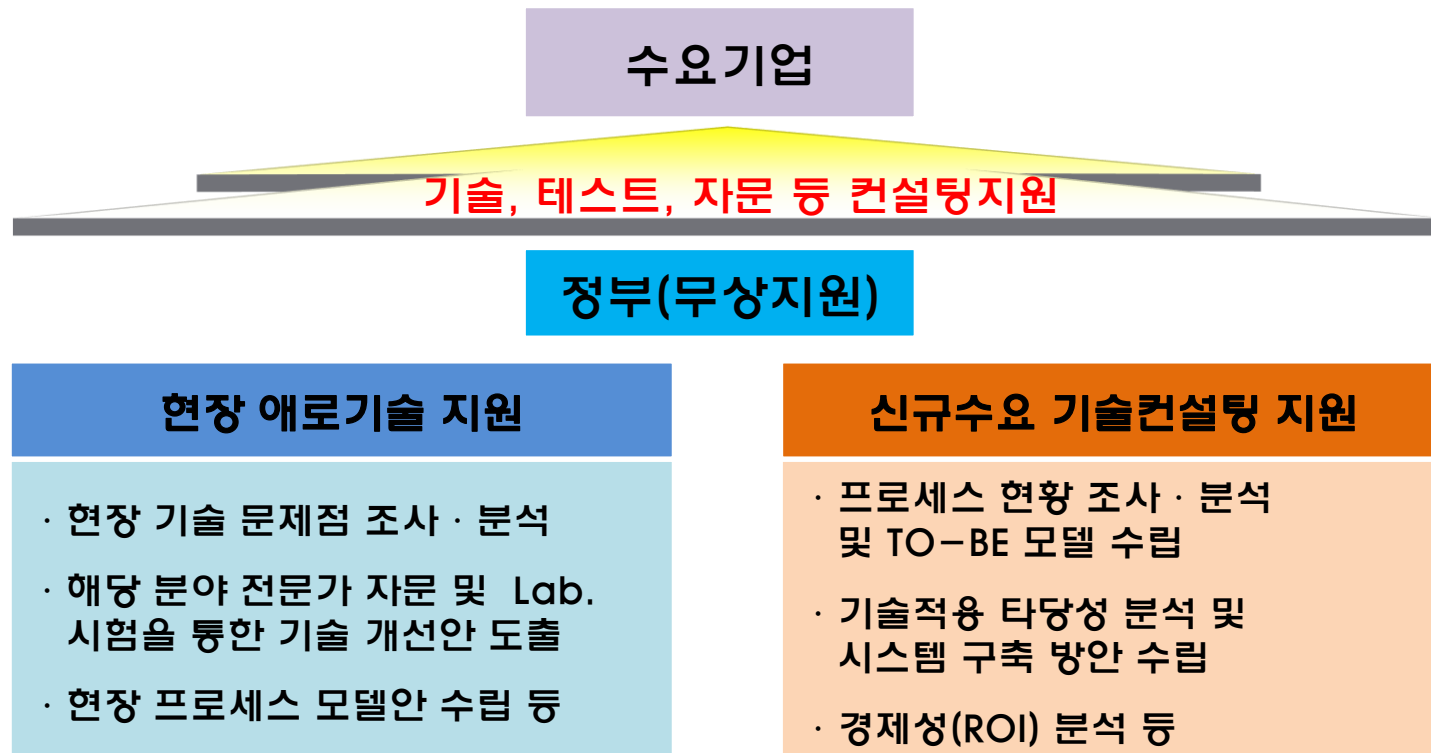 수요기업
기술, 테스트, 자문 등 컨설팅지원
정부(무상지원)
현장 애로기술 지원
· 현장 기술 문제점 조사 · 분석
· 해당 분야 전문가 자문 및 Lab.
시험을 통한 기술 개선안 도출
· 현장 프로세스 모델안 수립 등
신규수요 기술컨설팅 지원
· 프로세스 현황 조사 · 분석
및 TO-BE 모델 수립
· 기술적용 타당성 분석 및
시스템 구축 방안 수립
· 경제성(ROI) 분석 등